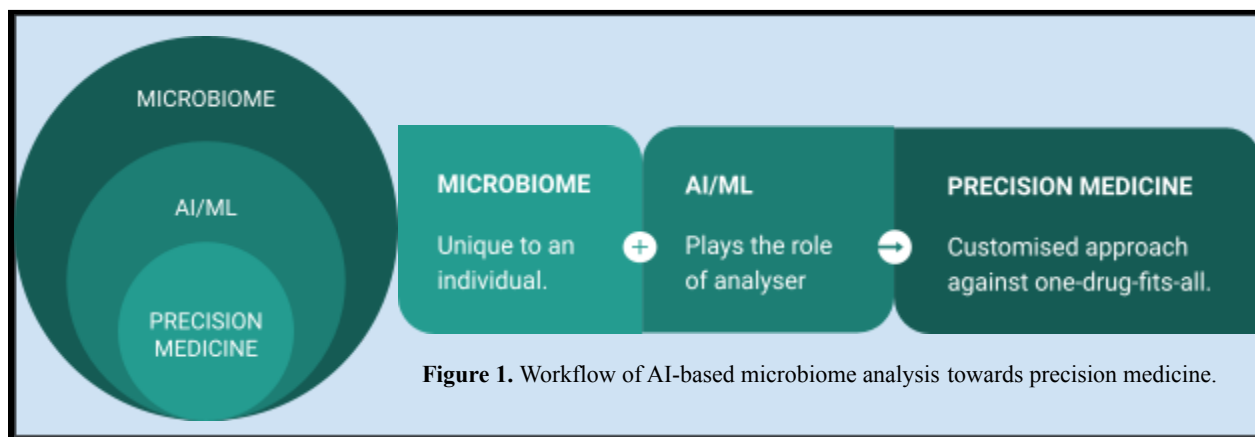 MICROBIOME
AI/ML
PRECISION
MEDICINE
MICROBIOME
Unique to an
individual.
+
AI/ML
Plays the role
of analyser
→
PRECISION MEDICINE
Customised approach
against one-drug-fits-all.
Figure 1. Workflow of AI-based microbiome analysis towards precision medicine.